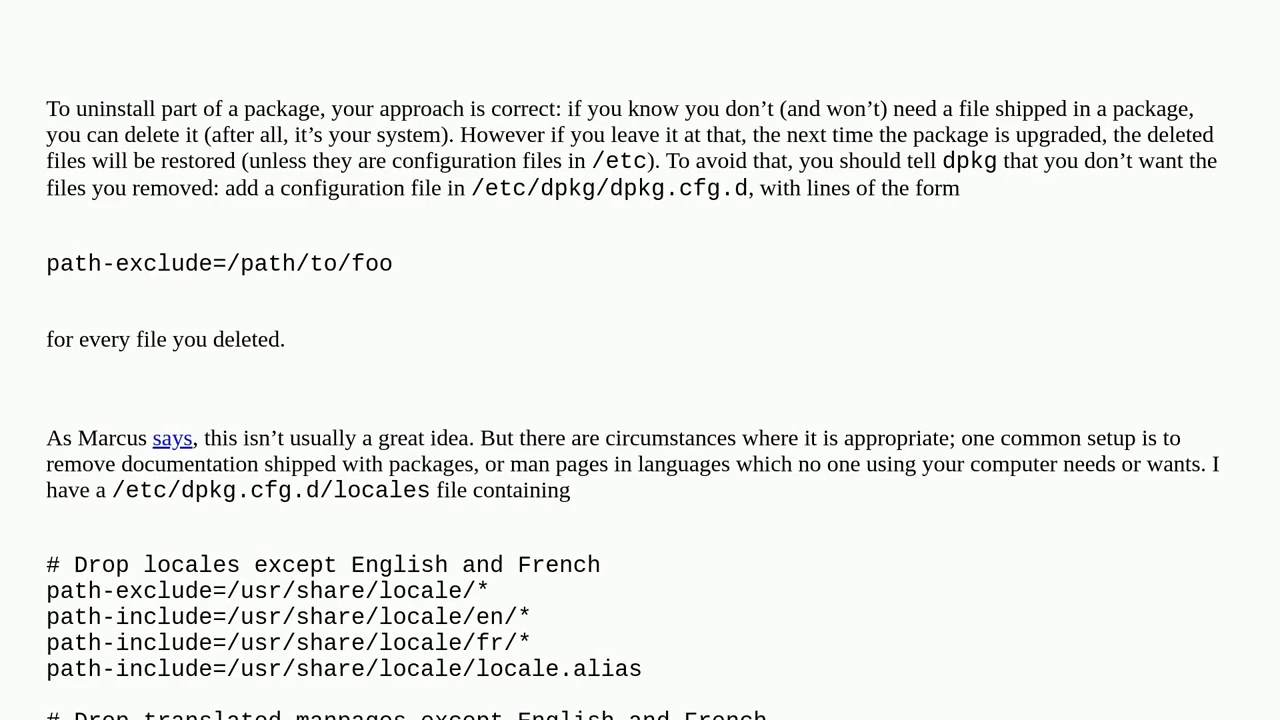 To uninstall part of a package, your approach is correct: if you know you don’t (and won’t) need a file shipped in a package,
you can delete it (after all, it’s your system). However if you leave it at that, the next time the package is upgraded, the deleted
files will be restored (unless they are configuration files in /etc). To avoid that, you should tell dpkg that you don’t want the
files you removed: add a configuration file in /etc/dpkg/dpkg.cfg.d, with lines of the form
path-exclude=/path/to/foo
for every file you deleted.
As Marcus says, this isn’t usually a great idea. But there are circumstances where it is appropriate; one common setup is to
remove documentation shipped with packages, or man pages in languages which no one using your computer needs or wants. I
have a /etc/dpkg.cfg.d/locales file containing
# Drop locales except English and French
path-exclude=/usr/share/locale/*
path-include=/usr/share/locale/en/*
path-include=/usr/share/locale/fr/*
path-include=/usr/share/locale/locale.alias
# Drop translated manpages except English and French